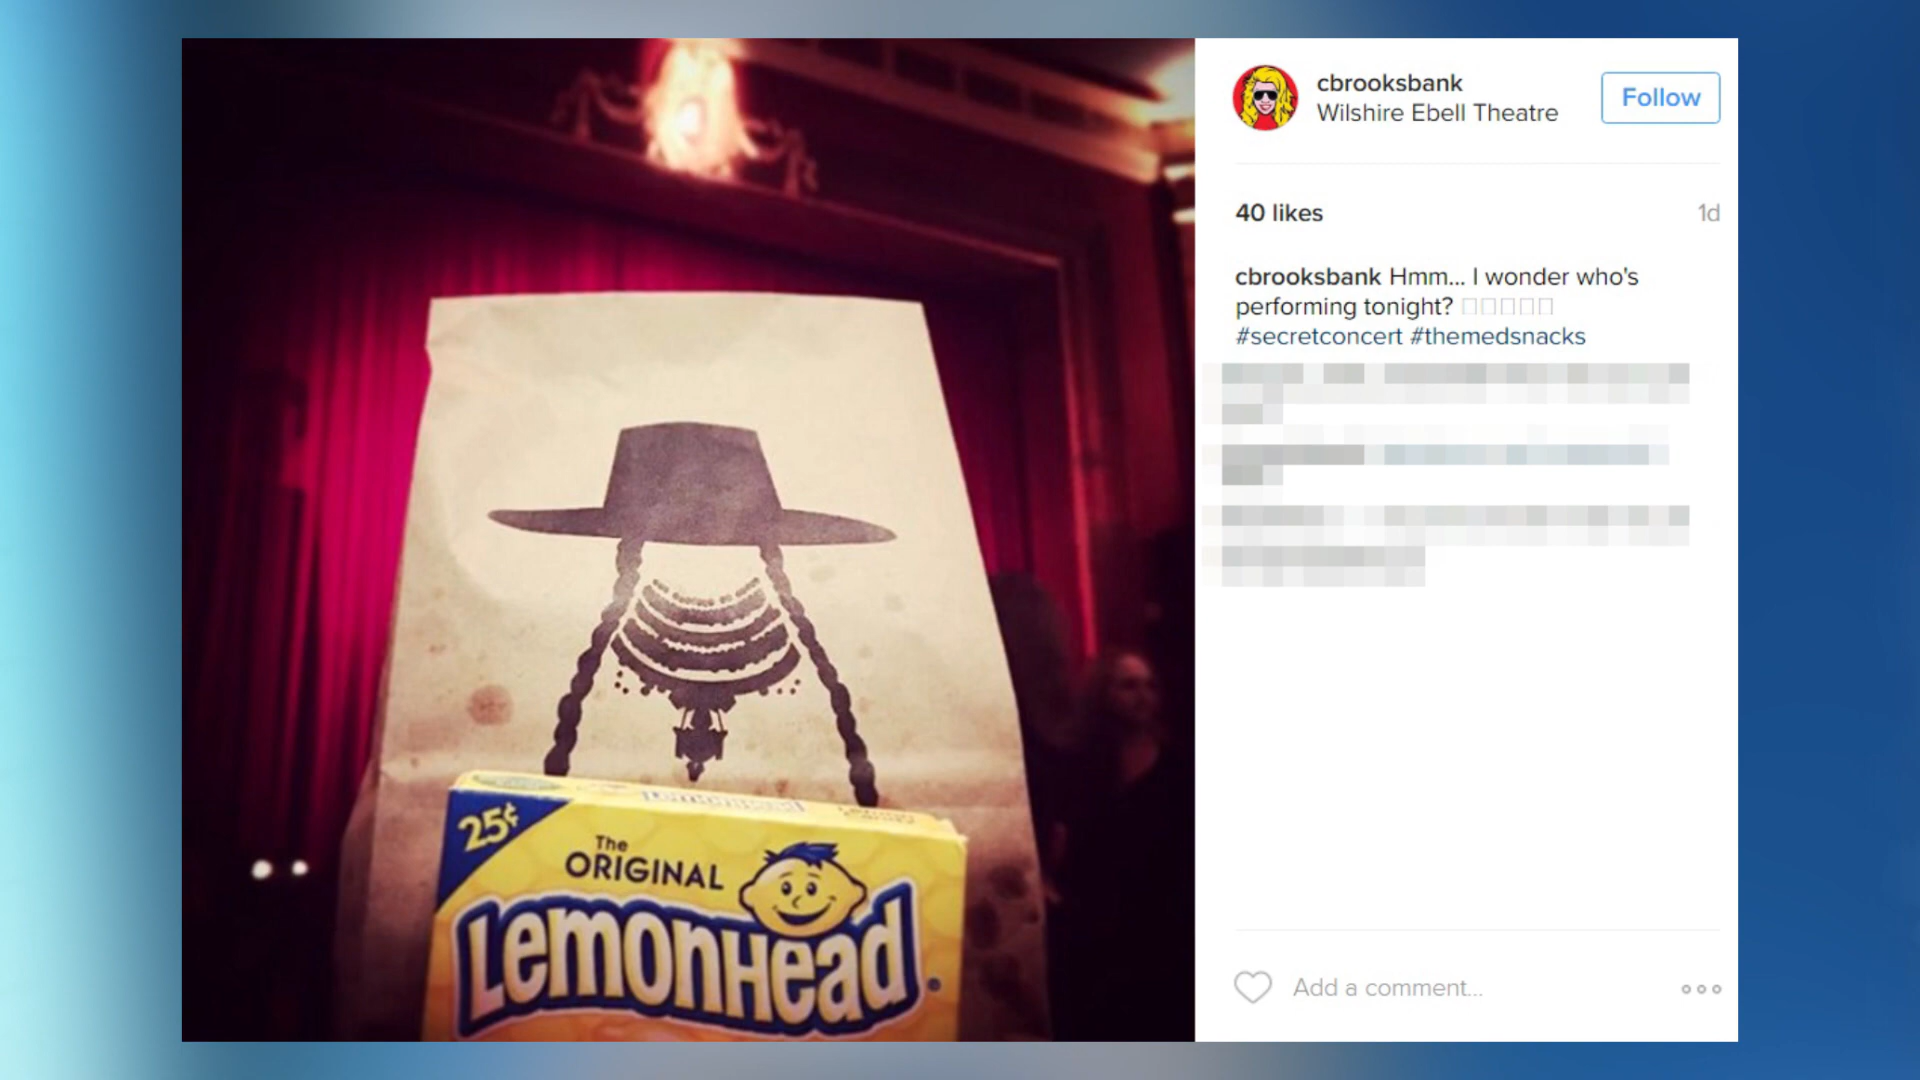 cbrooksbank
Wilshire Ebell Theatre
Follow
40 likes
1d
cbrooksbank Hmm... I wonder who's
performing tonight?
#secretconcert #themedsnacks
Add a comment...
25¢
Lemonhead
The
ORIGINAL
Lemonhead